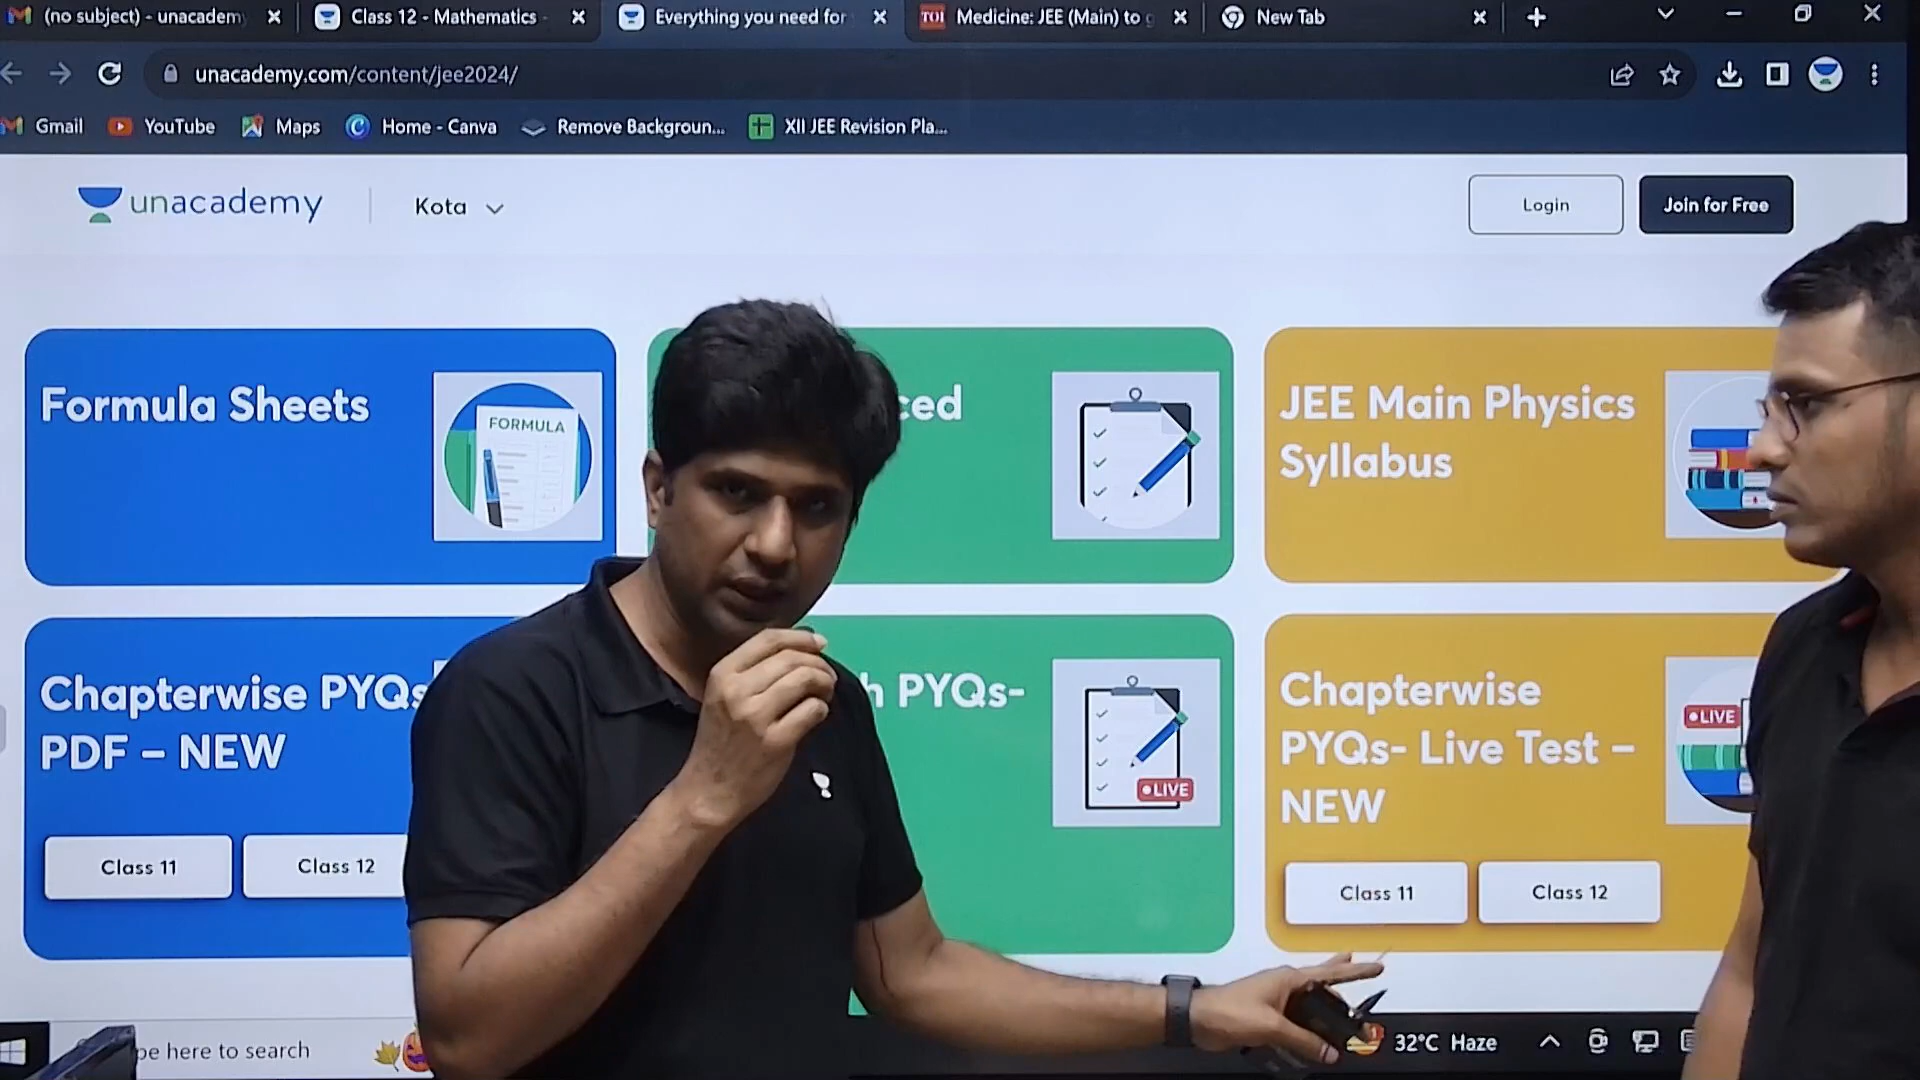 (no subject) - unacadem
Class 12 - Mathematics
Everything you need for
TOI Medicine: JEE (Main) to
New Tab
unacademy.com/content/jee2024/
Gmail
YouTube
Maps
Home - Canva
Remove Backgroun...
XII JEE Revision Pla...
unacademy
Kota
Login
Join for Free
Formula Sheets
FORMULA
ced
JEE Main Physics
Syllabus
Chapterwise PYQs
PDF – NEW
Class 11
Class 12
h PYQs-
LIVE
Chapterwise
PYQs- Live Test –
NEW
LIVE
Class 11
Class 12
pe here to search
32°C Haze